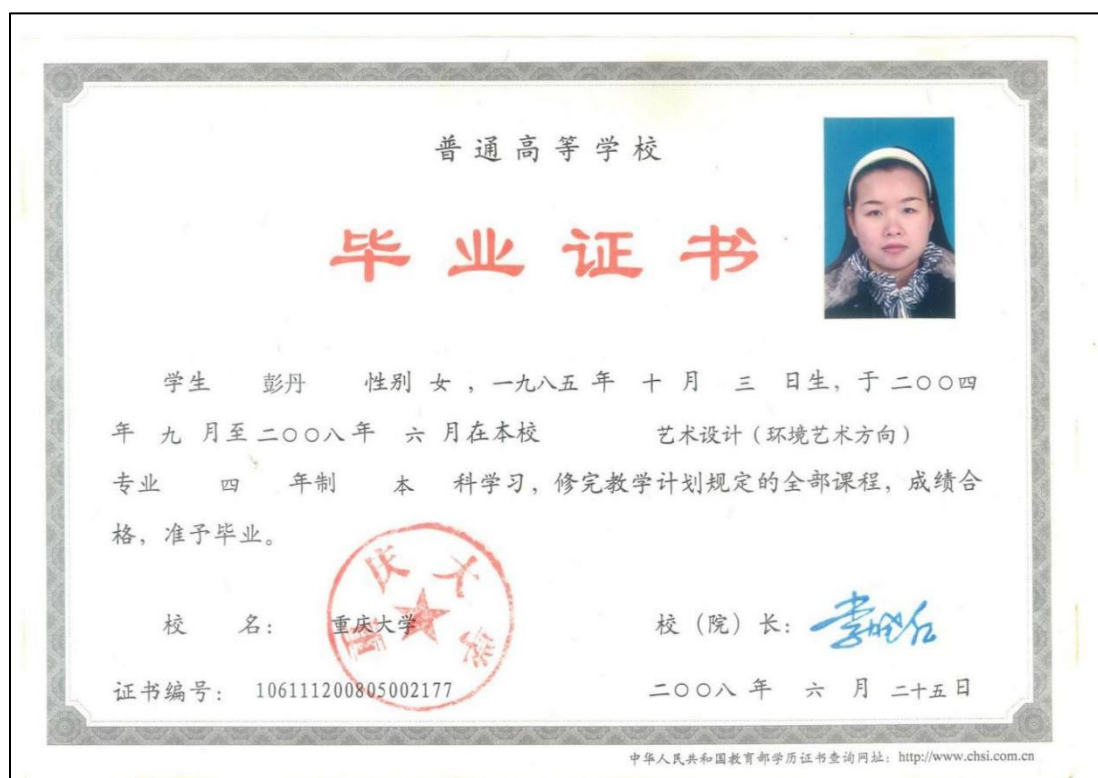 普通高等学校
毕业证书
学生 彭丹 性别 女,一九八五 年 十 月 三 日生,于 二〇〇四
年 九 月至 二〇〇八 年 六 月在本校 艺术设计(环境艺术方向)
专业 四 年制 本 科学习,修完教学计划规定的全部课程,成绩合
格,准予毕业。
重庆大学
校 名: 重庆大学 校(院)长:
证书编号: 106111200805002177 二〇〇八 年 六 月 二十五日
中华人民共和国教育部学历证书查询网址:http://www.chsi.com.cn